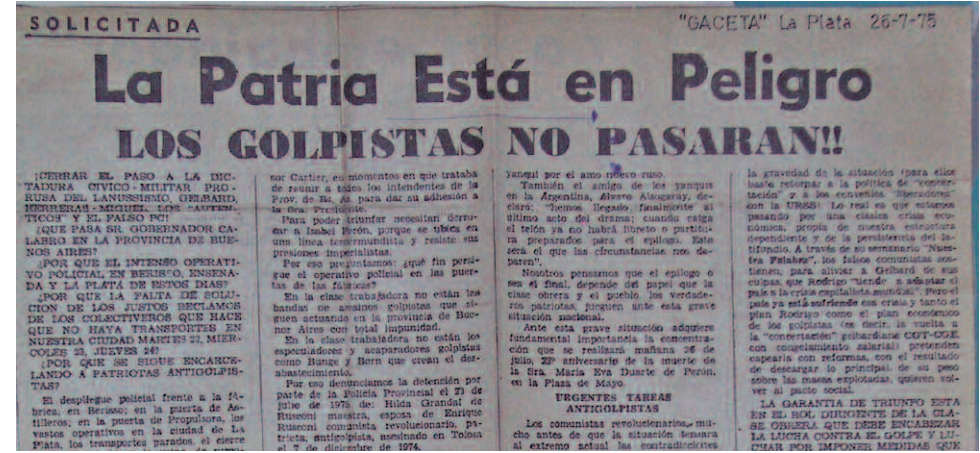 SOLICITADA
"GACETA" La Plata 26-7-75
La Patria Está en Peligro
LOS GOLPISTAS NO PASARAN!!
¡CERRAR EL PASO A LA DIC-
TADURA CIVICO-MILITAR PRO-
RUSA DEL LANUSSISMO, GELBARD,
HERRERAS-MIGUEL, LOS "AUTEN-
TICOS" Y EL FALSO PC!
¿QUE PASA SR. GOBERNADOR CA-
LABRO EN LA PROVINCIA DE BUE-
NOS AIRES?
¿POR QUE EL INTENSO OPERATI-
VO POLICIAL EN BERISSO, ENSENA-
DA Y LA PLATA DE ESTOS DIAS?
¿POR QUE LA FALTA DE SOLU-
CION DE LOS JUSTOS RECLAMOS
DE LOS COLECTIVEROS QUE HACE
QUE NO HAYA TRANSPORTES EN
NUESTRA CIUDAD MARTES 22, MIER-
COLES 23, JUEVES 24?
¿POR QUE SE SIGUE ENCARCE-
LANDO A PATRIOTAS ANTIGOLPIS-
TAS?
El despliegue policial frente a la fá-
brica, en Berisso; en la puerta de As-
tilleros; en la puerta de Propulsora, los
vastos operativos en la ciudad de La
Plata, los transportes parados, el cierre
sor Cartier, en momentos en que trataba
de reunir a todos los intendentes de la
Prov. de Bs. As. para dar su adhesión a
la Sra. Presidente.
Para poder triunfar necesitan derro-
car a Isabel Perón, porque se ubica en
una línea tercermundista y resiste sus
presiones imperialistas.
Por eso preguntamos: ¿qué fin persi-
gue el operativo policial en las puer-
tas de las fábricas?
En la clase trabajadora no están las
bandas de asesinos golpistas que si-
guen actuando en la provincia de Bue-
nos Aires con total impunidad.
En la clase trabajadora no están los
especuladores y acaparadores golpistas
como Bunge y Born que crean el des-
abastecimiento.
Por eso denunciamos la detención por
parte de la Policía Provincial el 21 de
julio de 1975 de: Hilda Grandal de
Rusconi maestra, esposa de Enrique
Rusconi comunista revolucionario, pa-
triota, antigolpista, asesinado en Tolosa
el 7 de diciembre de 1974.
yanqui por el amo nuevo ruso.
También el amigo de los yanquis
en la Argentina, Alvaro Alsogaray, de-
claró: "hemos llegado finalmente al
último acto del drama; cuando caiga
el telón ya no habrá libreto o partitu-
ra preparados para el epílogo. Este
será el que las circunstancias nos de-
paren".
Nosotros pensamos que el epílogo o
sea el final, depende del papel que la
clase obrera y el pueblo, los verdade-
ros patriotas, jueguen ante esta grave
situación nacional.
Ante esta grave situación adquiere
fundamental importancia la concentra-
ción que se realizará mañana 26 de
julio, 23º aniversario de la muerte de
la Sra. María Eva Duarte de Perón,
en la Plaza de Mayo.
URGENTES TAREAS
ANTIGOLPISTAS
Los comunistas revolucionarios, mu-
cho antes de que la situación llegara
al extremo actual las contradicciones
la gravedad de la situación (para ellos
basta retornar a la política de "concer-
tación" y a los convenios "liberadores"
con la URSS) Lo real es que estamos
pasando por una clásica crisis eco-
nómica, propia de nuestra estructura
dependiente y de la persistencia del la-
tifundio. A través de su semanario "Nues-
tra Palabra", los falsos comunistas sos-
tienen, para aliviar a Gelbard de sus
culpas, que Rodrigo "tiende a adaptar el
país a la crisis capitalista mundial". Pero el
país ya está sufriendo esa crisis y tanto el
plan Rodrigo como el plan económico
de los golpistas (es decir, la vuelta a
la "concertación" gelbardiana CGT-CGE,
con congelamiento salarial) pretenden
capearla con reformas, con el resultado
de descargar lo principal de su peso
sobre las masas explotadas, quieren vol-
ver al pacto social.
LA GARANTIA DE TRIUNFO ESTA
EN EL ROL DIRIGENTE DE LA CLA-
SE OBRERA QUE DEBE ENCABEZAR
LA LUCHA CONTRA EL GOLPE Y LU-
CHAR POR IMPONER MEDIDAS QUE